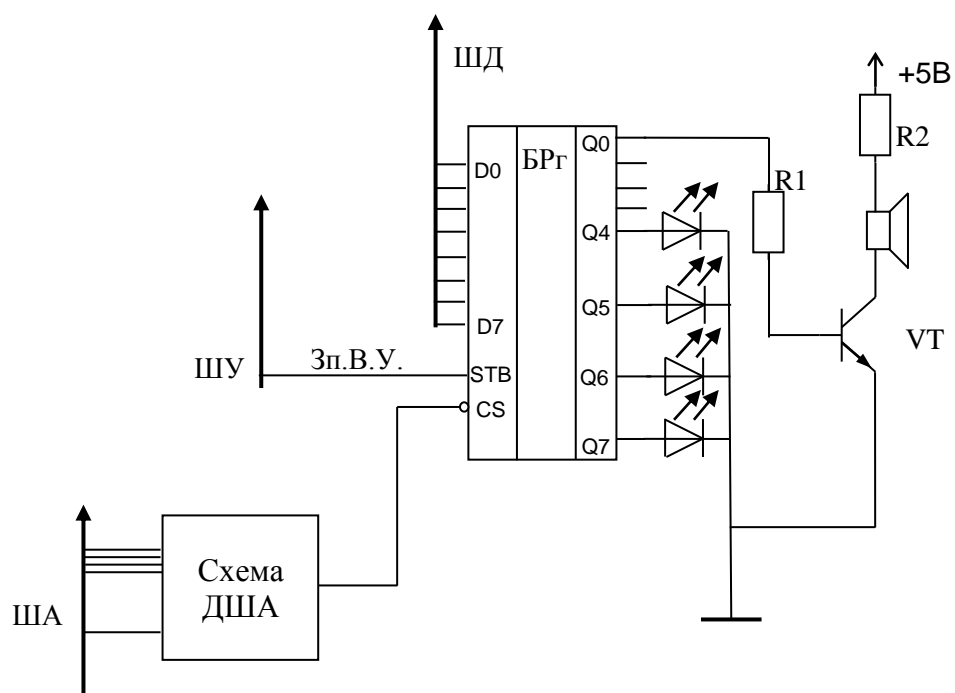 ШД
+5В
R2
БРг
Q0
D0
R1
Q4
Q5
D7
VT
Зп.В.У.
ШУ
STB
Q6
CS
Q7
Схема
ДША
ША